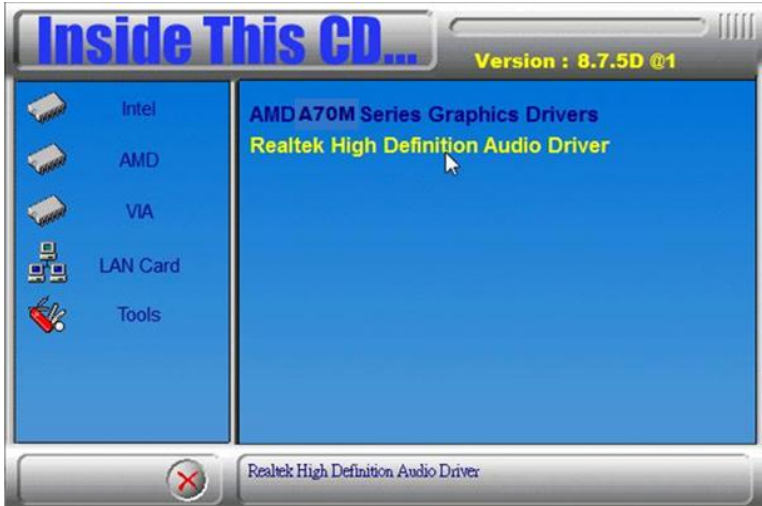 Inside This CD...
Version : 8.7.5D @1
Intel
AMD
VIA
LAN Card
Tools
AMD A70M Series Graphics Drivers
Realtek High Definition Audio Driver
Realtek High Definition Audio Driver